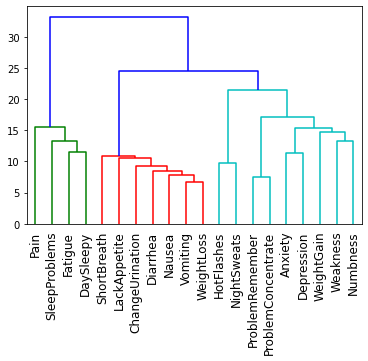 30
25
20
15
10
5
0
Pain
SleepProblems
Fatigue
DaySleepy
ShortBreath
LackAppetite
ChangeUrination
Diarrhea
Nausea
Vomiting
WeightLoss
HotFlashes
NightSweats
ProblemRemember
ProblemConcentrate
Anxiety
Depression
WeightGain
Weakness
Numbness